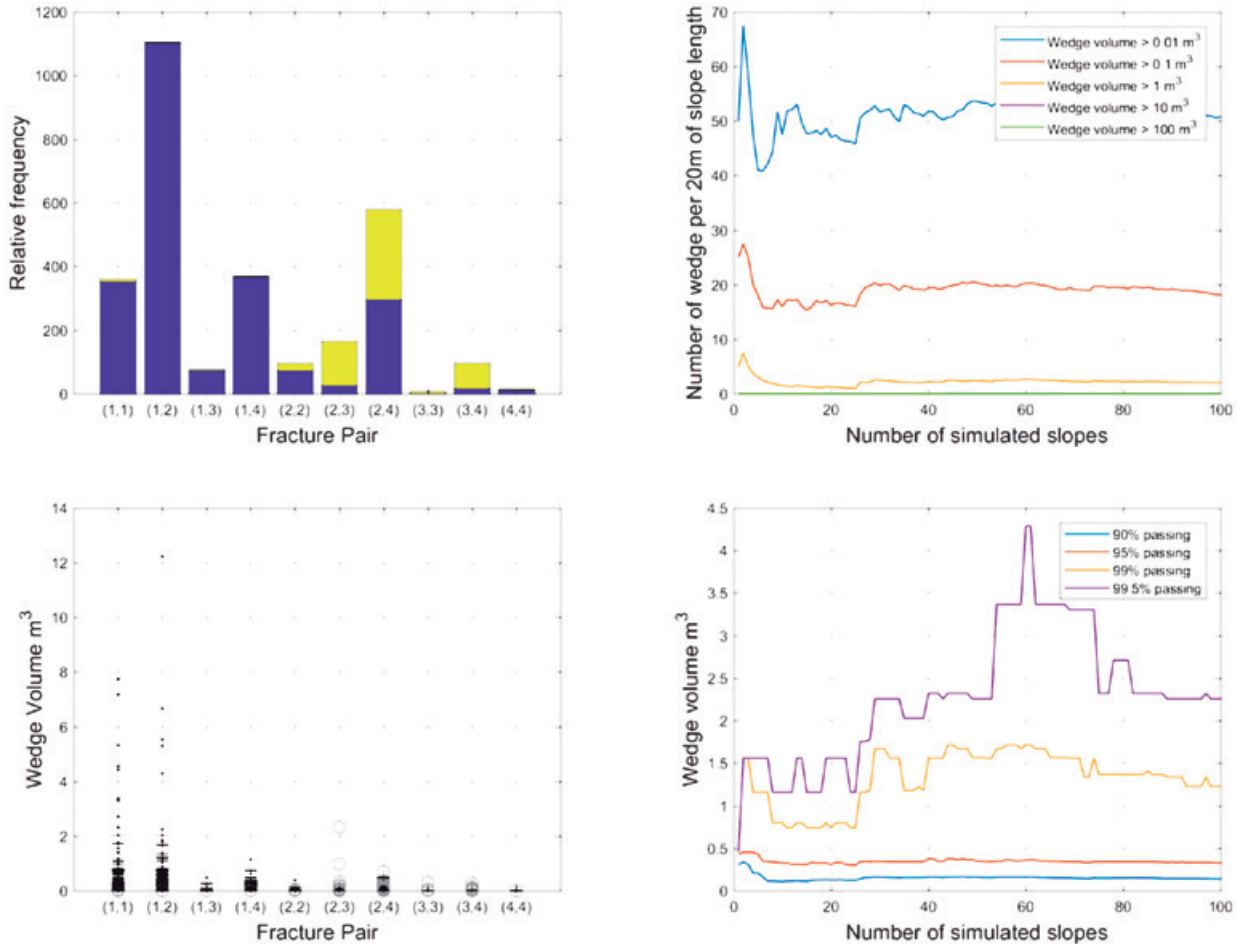 1200
1000
800
600
400
200
0
Relative frequency
(1,1) (1,2) (1,3) (1,4) (2,2) (2,3) (2,4) (3,3) (3,4) (4,4)
Fracture Pair
70
60
50
40
30
20
10
0
Number of wedge per 20m of slope length
Wedge volume > 0 01 m³
Wedge volume > 0 1 m³
Wedge volume > 1 m³
Wedge volume > 10 m³
Wedge volume > 100 m³
0 20 40 60 80 100
Number of simulated slopes
14
12
10
8
6
4
2
0
Wedge Volume m³
(1,1) (1,2) (1,3) (1,4) (2,2) (2,3) (2,4) (3,3) (3,4) (4,4)
Fracture Pair
4.5
4
3.5
3
2.5
2
1.5
1
0.5
0
Wedge volume m³
90% passing
95% passing
99% passing
99 5% passing
0 20 40 60 80 100
Number of simulated slopes